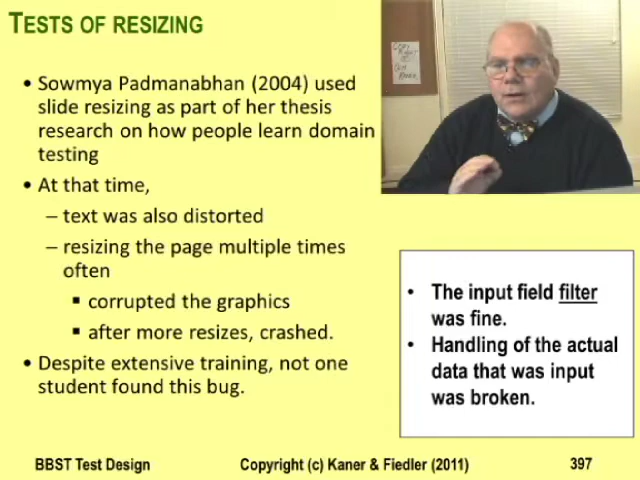 TESTS OF RESIZING
• Sowmya Padmanabhan (2004) used
slide resizing as part of her thesis
research on how people learn domain
testing
• At that time,
– text was also distorted
– resizing the page multiple times
often
▪ corrupted the graphics
▪ after more resizes, crashed.
• Despite extensive training, not one
student found this bug.
• The input field filter
was fine.
• Handling of the actual
data that was input
was broken.
BBST Test Design
Copyright (c) Kaner & Fiedler (2011)
397